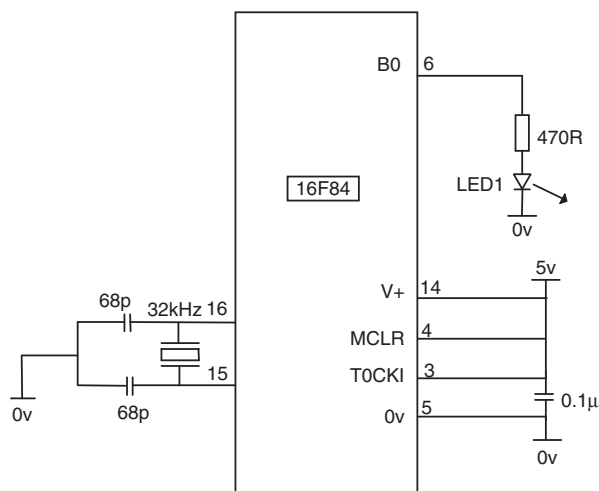 B0 6
470R
16F84
LED1
0v
5v
V+ 14
68p 32kHz 16
MCLR 4
15 T0CKI 3
0.1µ
0v 68p 0v 5
0v